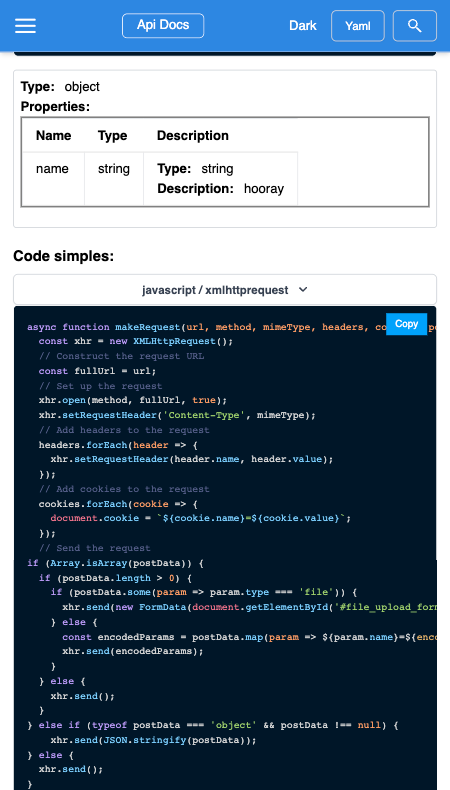 Api Docs
Dark
Yaml
Type: object
Properties:
Name Type Description
name string Type: string
Description: hooray
Code simples:
javascript / xmlhttprequest
Copy
async function makeRequest(url, method, mimeType, headers, co
  const xhr = new XMLHttpRequest();
  // Construct the request URL
  const fullUrl = url;
  // Set up the request
  xhr.open(method, fullUrl, true);
  xhr.setRequestHeader('Content-Type', mimeType);
  // Add headers to the request
  headers.forEach(header => {
    xhr.setRequestHeader(header.name, header.value);
  });
  // Add cookies to the request
  cookies.forEach(cookie => {
    document.cookie = `${cookie.name}=${cookie.value}`;
  });
  // Send the request
if (Array.isArray(postData)) {
  if (postData.length > 0) {
    if (postData.some(param => param.type === 'file')) {
      xhr.send(new FormData(document.getElementById('#file_upload_for
    } else {
      const encodedParams = postData.map(param => ${param.name}=${enc
      xhr.send(encodedParams);
    }
  } else {
    xhr.send();
  }
} else if (typeof postData === 'object' && postData !== null) {
    xhr.send(JSON.stringify(postData));
} else {
  xhr.send();
}